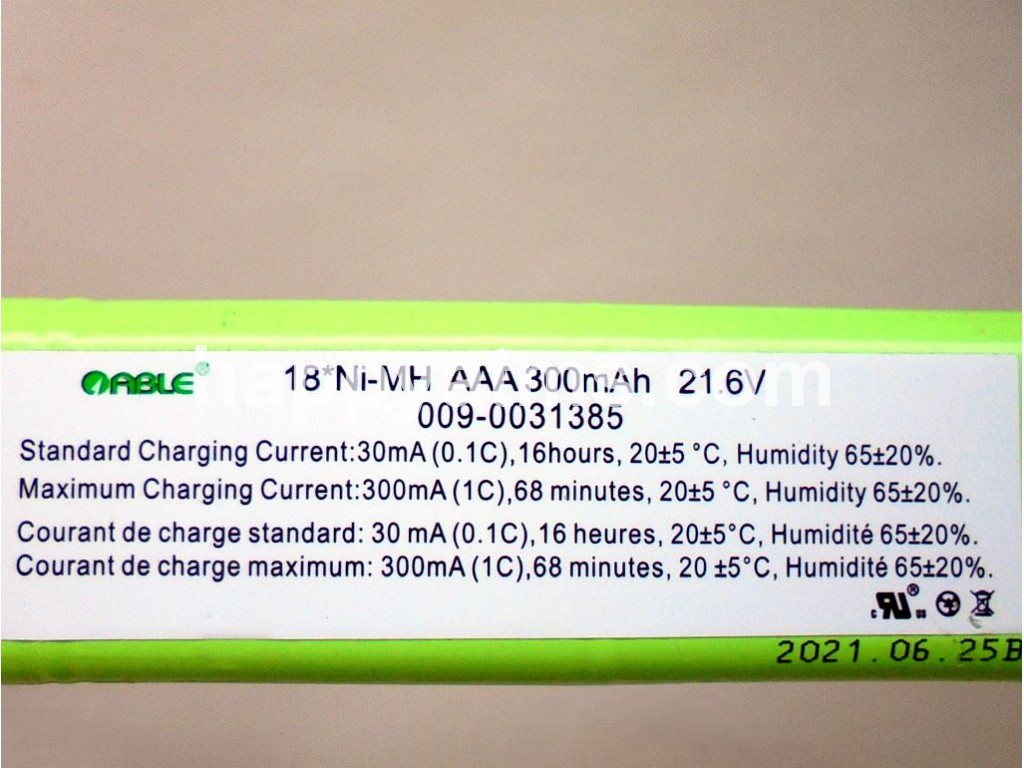 ABLE®
18*Ni-MH AAA 300mAh 21.6V
009-0031385
Standard Charging Current:30mA (0.1C),16hours, 20±5 °C, Humidity 65±20%.
Maximum Charging Current:300mA (1C),68 minutes, 20±5 °C, Humidity 65±20%.
Courant de charge standard: 30 mA (0.1C),16 heures, 20±5°C, Humidité 65±20%.
Courant de charge maximum: 300mA (1C),68 minutes, 20 ±5°C, Humidité 65±20%.
c RU® us
2021.06.25B